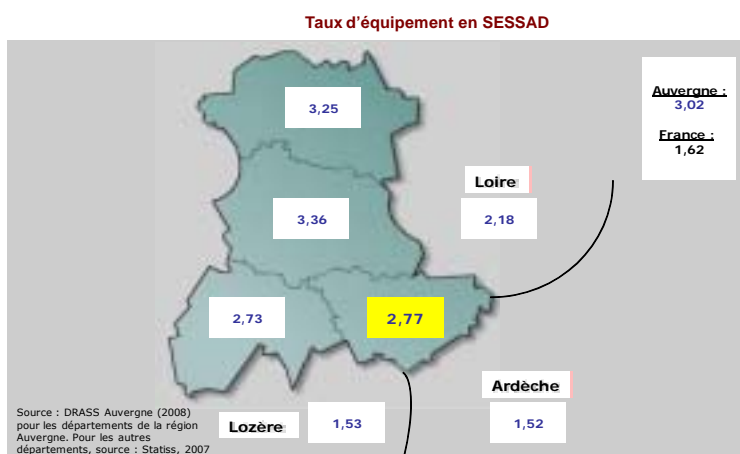 Taux d'équipement en SESSAD
Auvergne :
3,02
France :
1,62
3,25
Loire
3,36
2,18
2,73
2,77
Ardèche
1,52
Lozère
1,53
Source : DRASS Auvergne (2008)
pour les départements de la région
Auvergne. Pour les autres
départements, source : Statiss, 2007